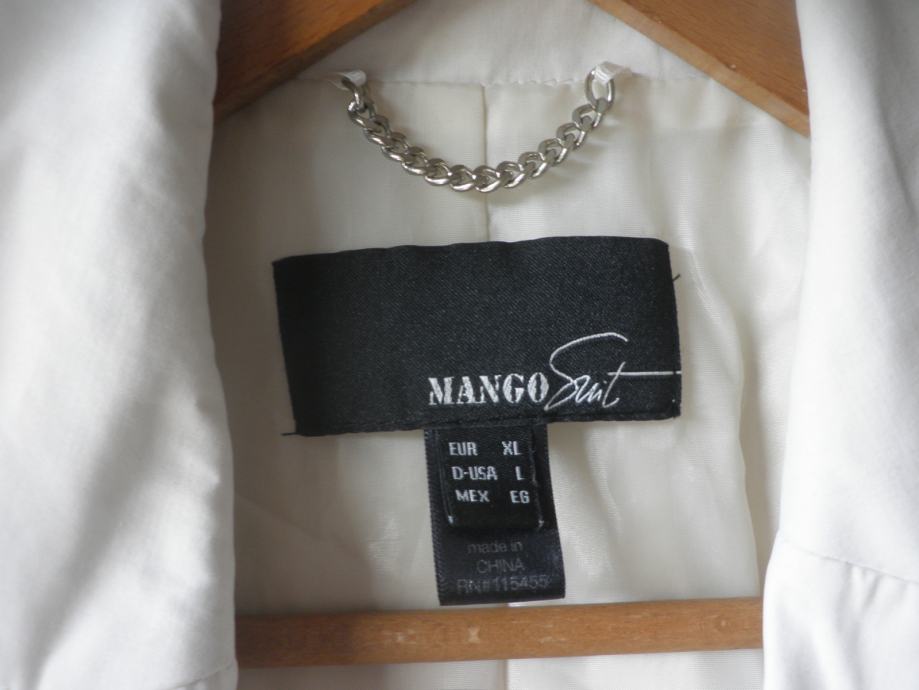 MANGO Suit
EUR XL
D-USA L
MEX EG
made in
CHINA
RN#115455